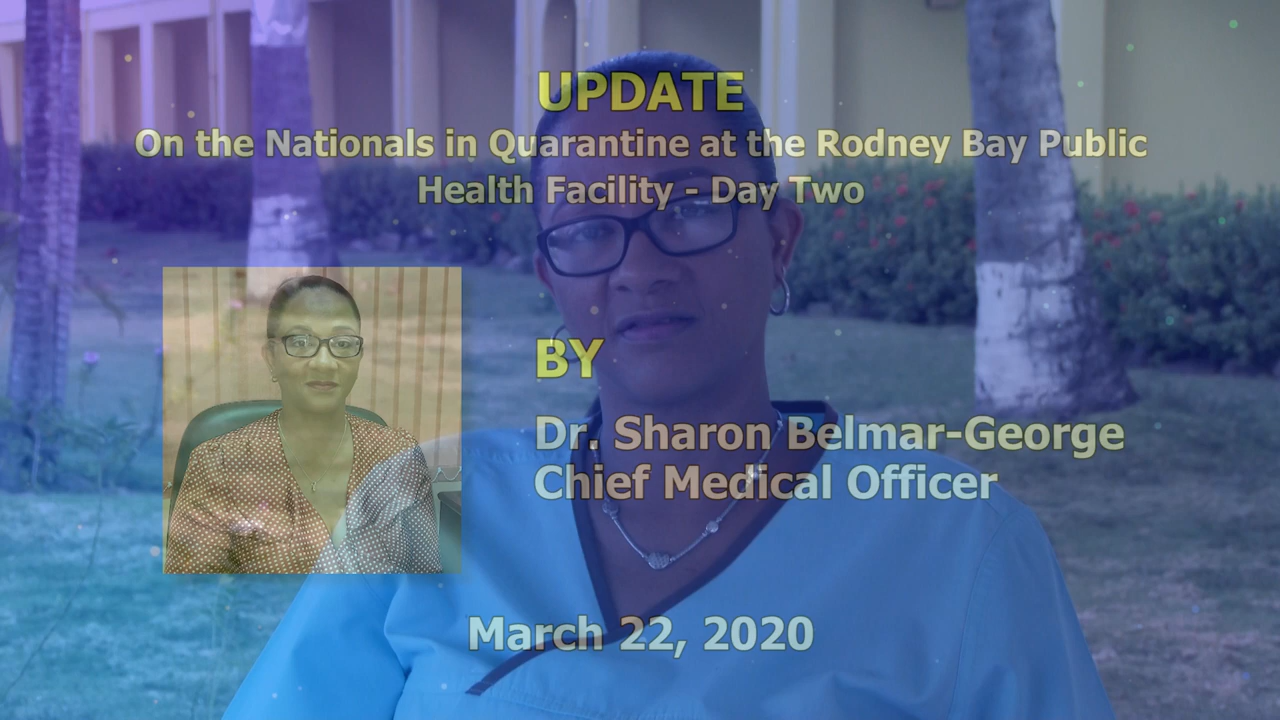 UPDATE
On the Nationals in Quarantine at the Rodney Bay Public
Health Facility - Day Two
BY
Dr. Sharon Belmar-George
Chief Medical Officer
March 22, 2020